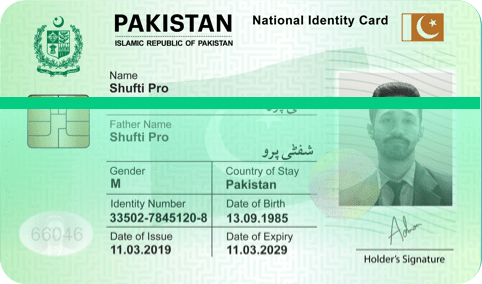 PAKISTAN National Identity Card
ISLAMIC REPUBLIC OF PAKISTAN
Name
Shufti Pro
Father Name
Shufti Pro
شفٹی پرو
Gender Country of Stay
M Pakistan
Identity Number Date of Birth
33502-7845120-8 13.09.1985
Date of Issue Date of Expiry
11.03.2019 11.03.2029
66046
Holder's Signature